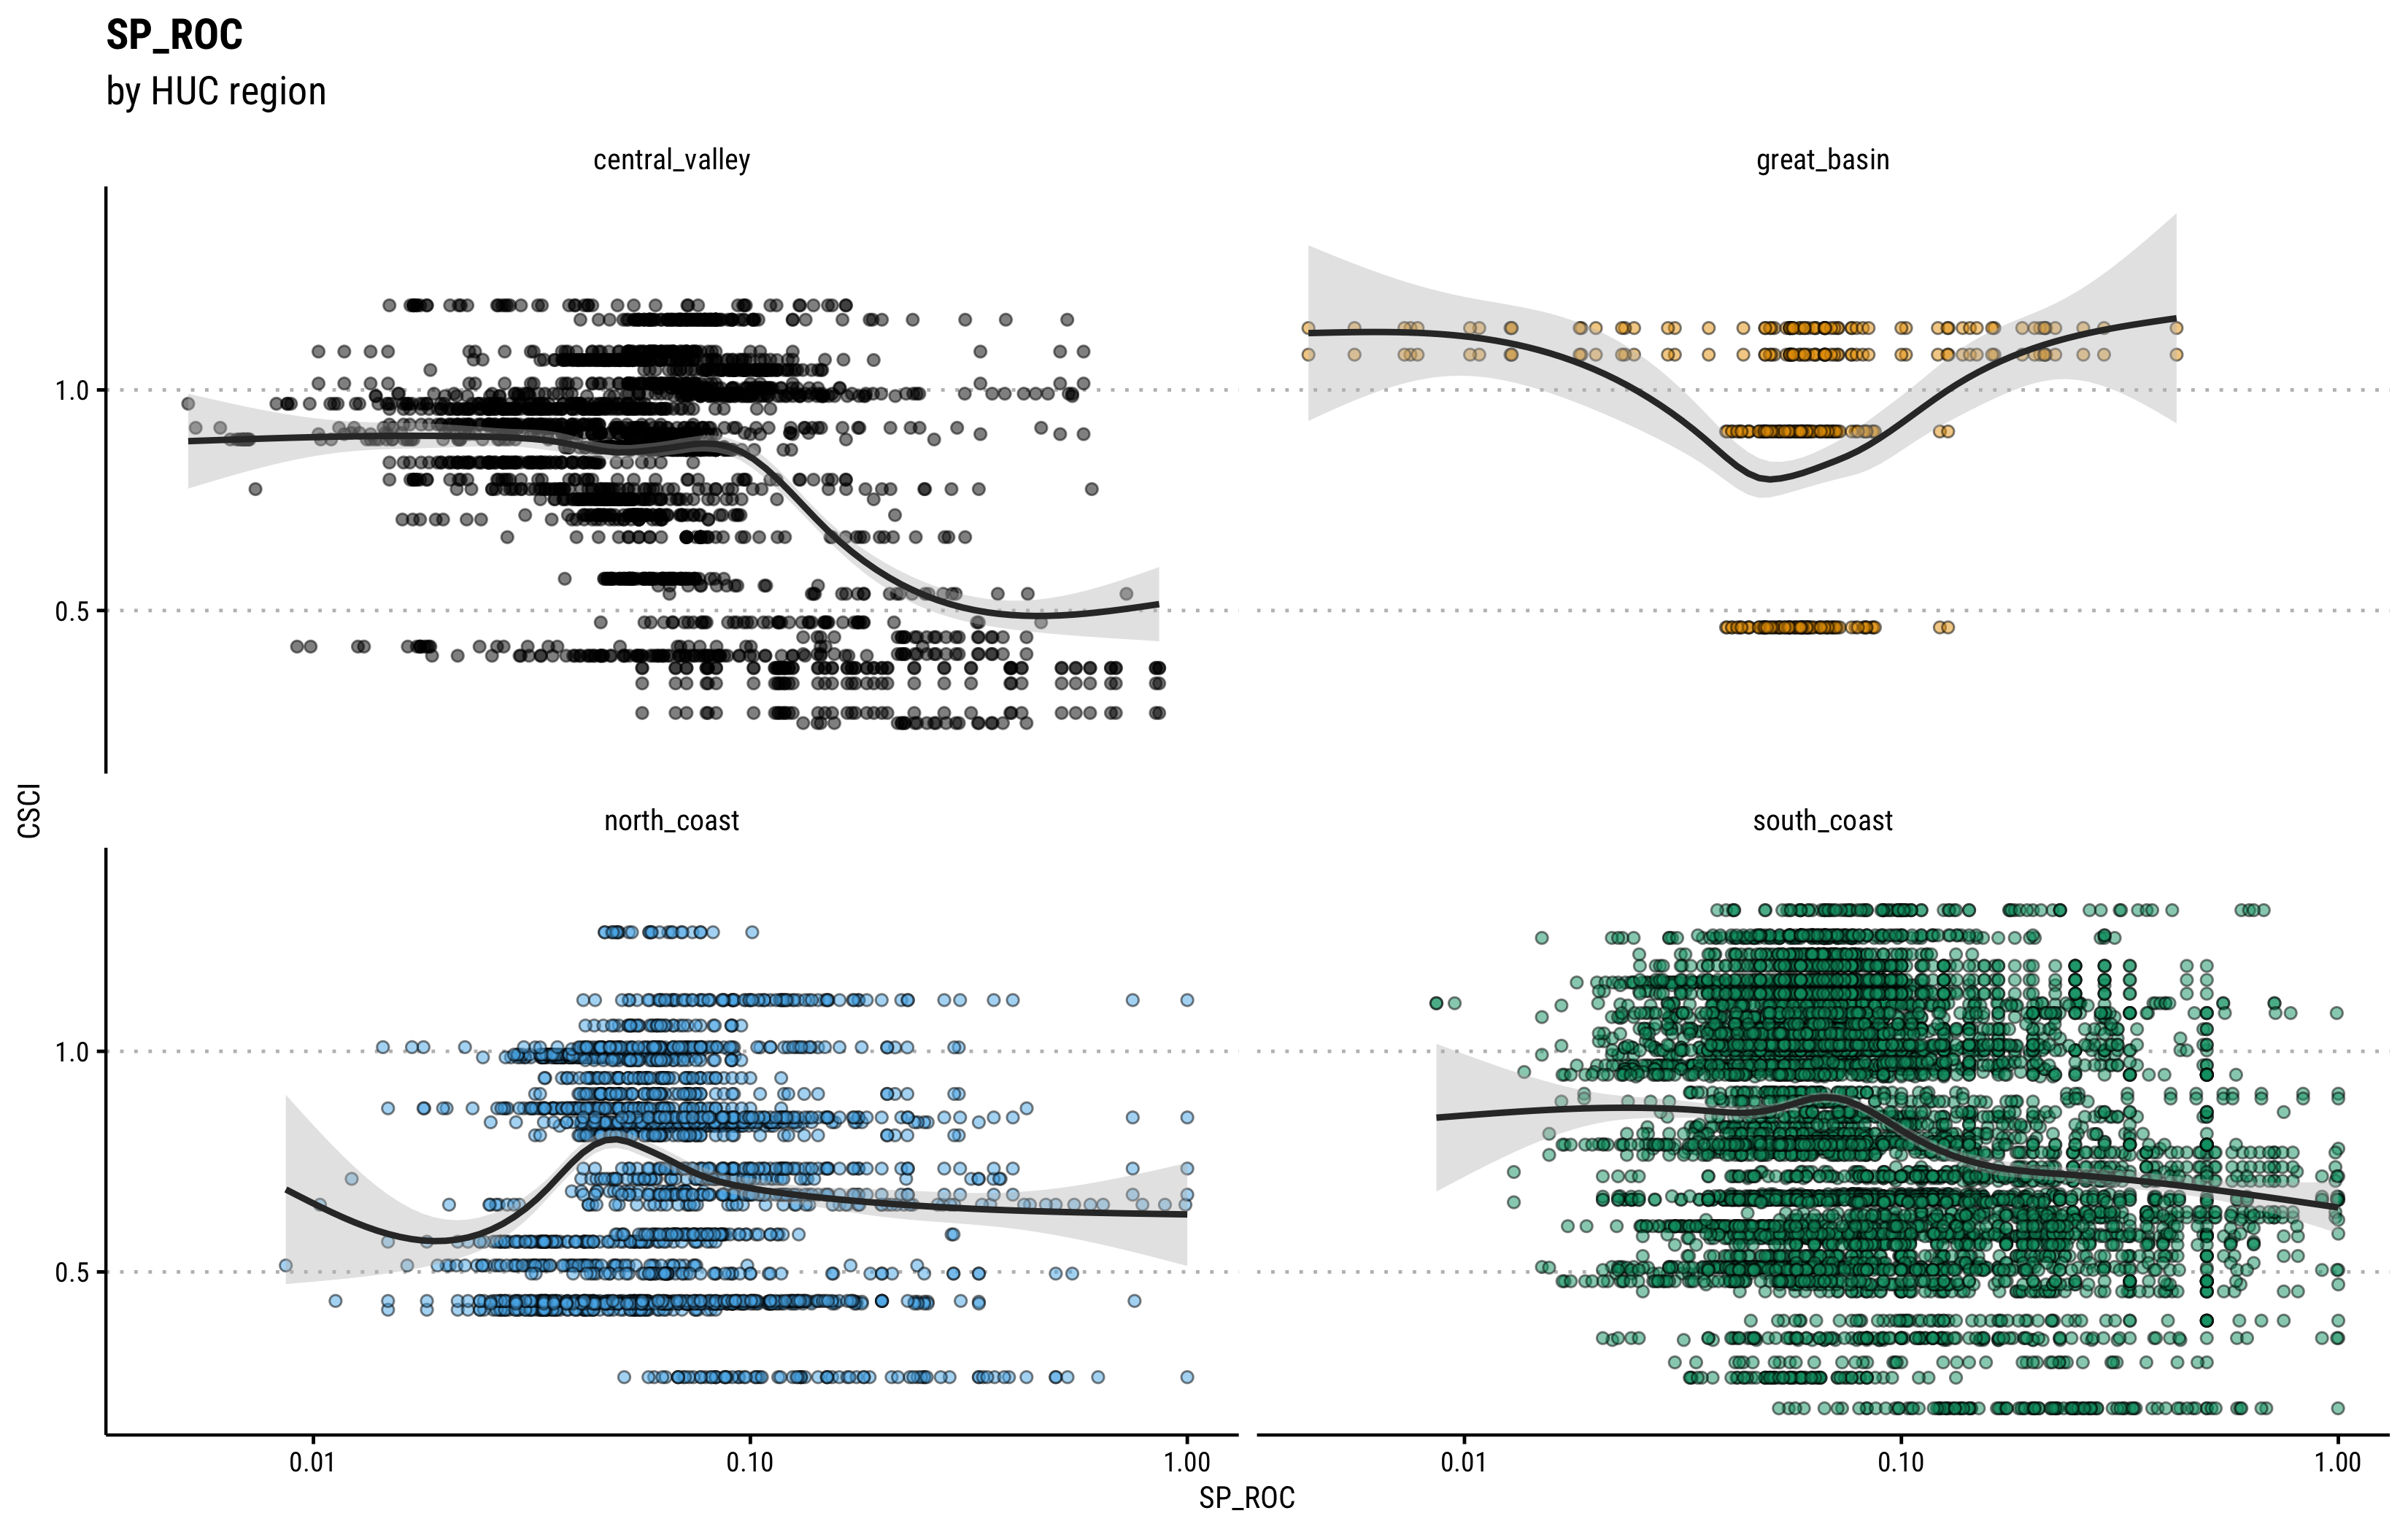 SP_ROC
by HUC region
central_valley
great_basin
1.0
0.5
CSCI
north_coast
south_coast
1.0
0.5
0.01
0.10
1.00
0.01
0.10
1.00
SP_ROC